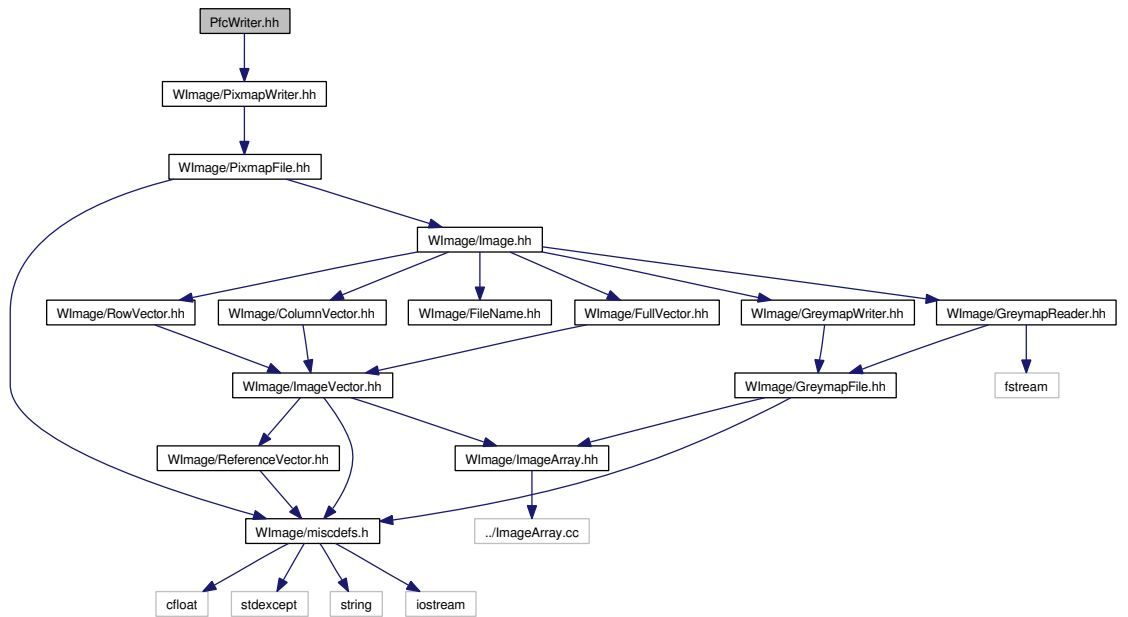 PfcWriter.hh
WImage/PixmapWriter.hh
WImage/PixmapFile.hh
WImage/Image.hh
WImage/RowVector.hh
WImage/ColumnVector.hh
WImage/FileName.hh
WImage/FullVector.hh
WImage/GreymapWriter.hh
WImage/GreymapReader.hh
WImage/ImageVector.hh
WImage/GreymapFile.hh
fstream
WImage/ReferenceVector.hh
WImage/ImageArray.hh
WImage/miscdefs.h
../ImageArray.cc
cfloat
stdexcept
string
iostream